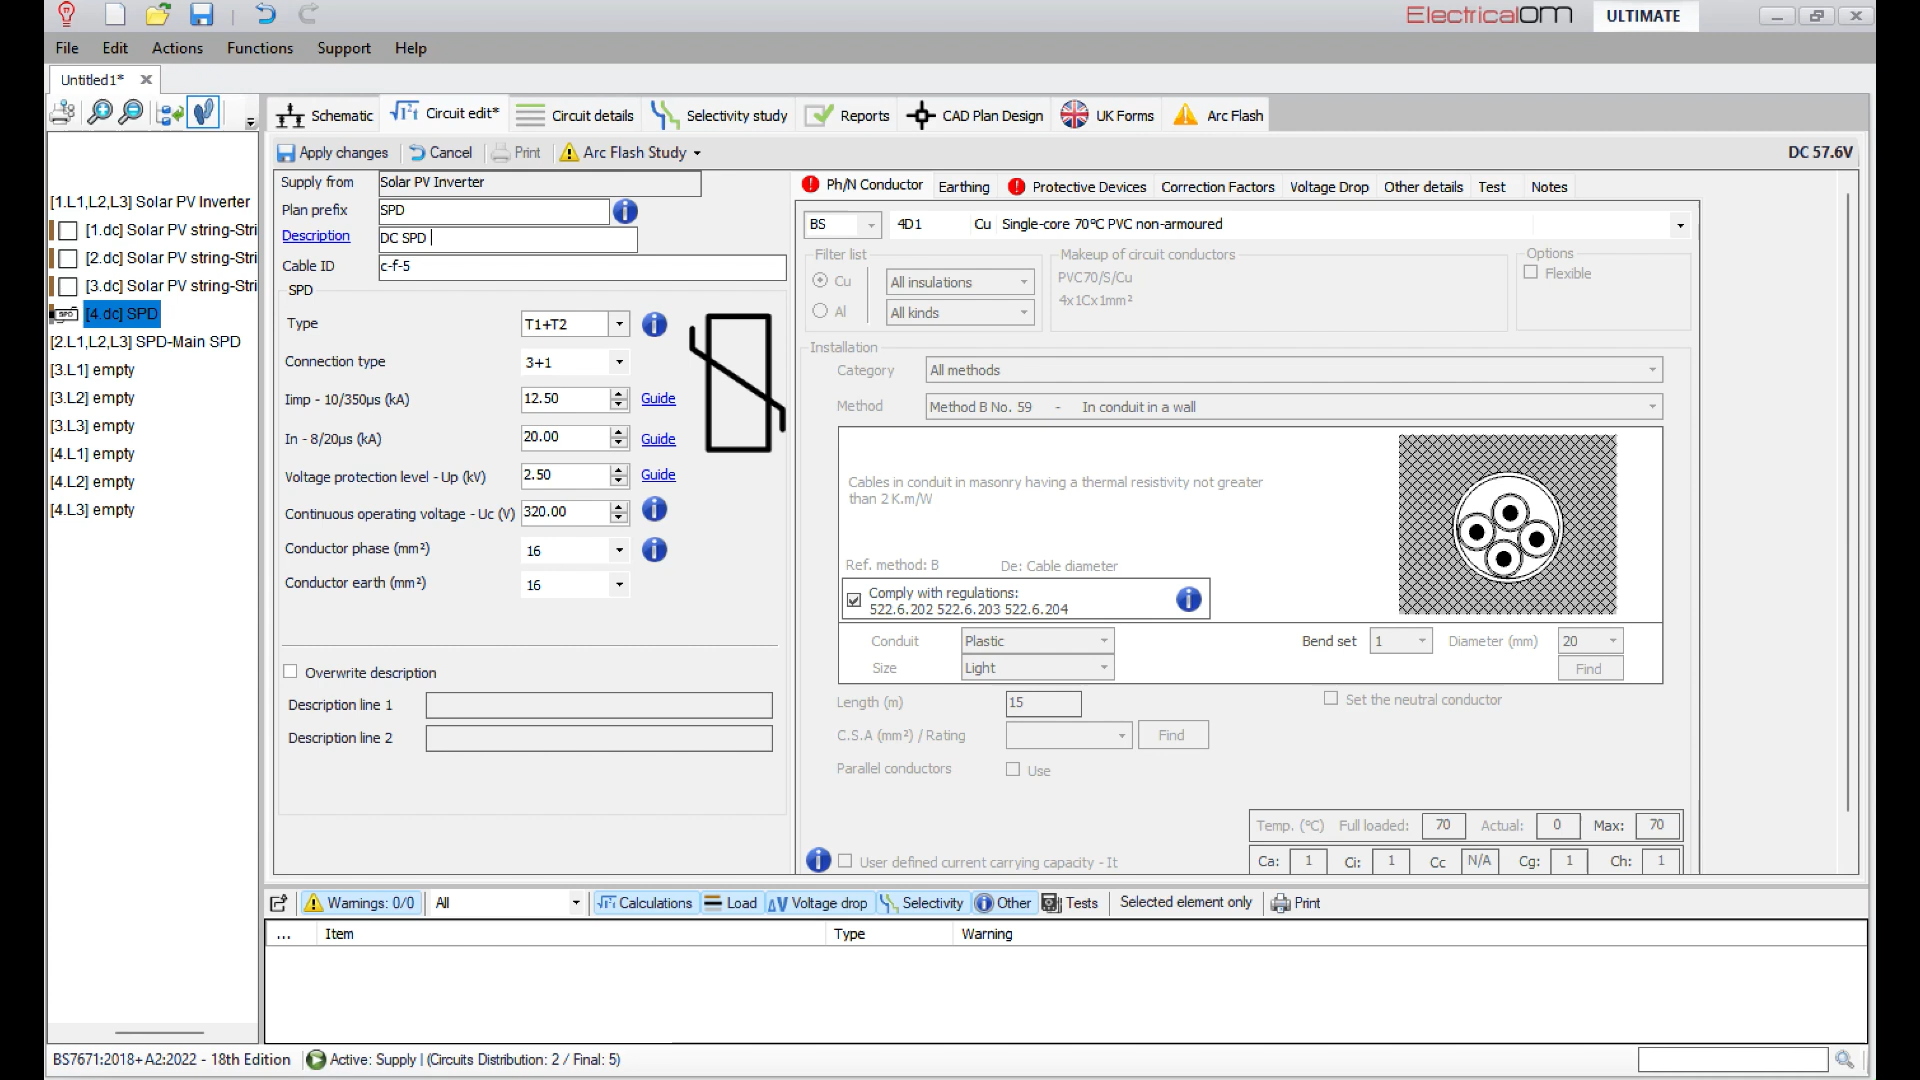 ElectricalOM ULTIMATE
File Edit Actions Functions Support Help
Untitled1*
Schematic Circuit edit* Circuit details Selectivity study Reports CAD Plan Design UK Forms Arc Flash
Apply changes Cancel Print Arc Flash Study DC 57.6V
[1.L1,L2,L3] Solar PV Inverter
[1.dc] Solar PV string-Stri
[2.dc] Solar PV string-Stri
[3.dc] Solar PV string-Stri
SPD [4.dc] SPD
[2.L1,L2,L3] SPD-Main SPD
[3.L1] empty
[3.L2] empty
[3.L3] empty
[4.L1] empty
[4.L2] empty
[4.L3] empty
Supply from Solar PV Inverter
Plan prefix SPD
Description DC SPD
Cable ID c-f-5
SPD
Type T1+T2
Connection type 3+1
Iimp - 10/350µs (kA) 12.50 Guide
In - 8/20µs (kA) 20.00 Guide
Voltage protection level - Up (kV) 2.50 Guide
Continuous operating voltage - Uc (V) 320.00
Conductor phase (mm²) 16
Conductor earth (mm²) 16
Overwrite description
Description line 1
Description line 2
Ph/N Conductor Earthing Protective Devices Correction Factors Voltage Drop Other details Test Notes
BS 4D1 Cu Single-core 70°C PVC non-armoured
Filter list Makeup of circuit conductors Options
Cu All insulations PVC70/S/Cu Flexible
4x1Cx1mm²
Al All kinds
Installation
Category All methods
Method Method B No. 59 - In conduit in a wall
Cables in conduit in masonry having a thermal resistivity not greater
than 2 K.m/W
Ref. method: B De: Cable diameter
Comply with regulations:
522.6.202 522.6.203 522.6.204
Conduit Plastic Bend set 1 Diameter (mm) 20
Size Light Find
Length (m) 15 Set the neutral conductor
C.S.A (mm²) / Rating Find
Parallel conductors Use
Temp. (°C) Full loaded: 70 Actual: 0 Max: 70
User defined current carrying capacity - It Ca: 1 Ci: 1 Cc N/A Cg: 1 Ch: 1
Warnings: 0/0 All Calculations Load Voltage drop Selectivity Other Tests Selected element only Print
... Item Type Warning
BS7671:2018+A2:2022 - 18th Edition Active: Supply | (Circuits Distribution: 2 / Final: 5)